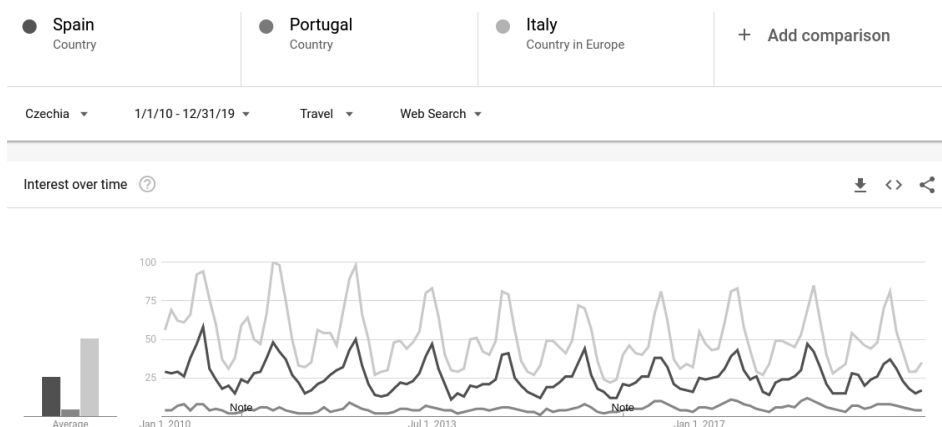 Spain Portugal Italy
Country Country Country in Europe
+ Add comparison
Czechia 1/1/10 - 12/31/19 Travel Web Search
Interest over time ?
100
75
50
25
Note Note
Average Jan 1, 2010 Jul 1, 2013 Jan 1, 2017